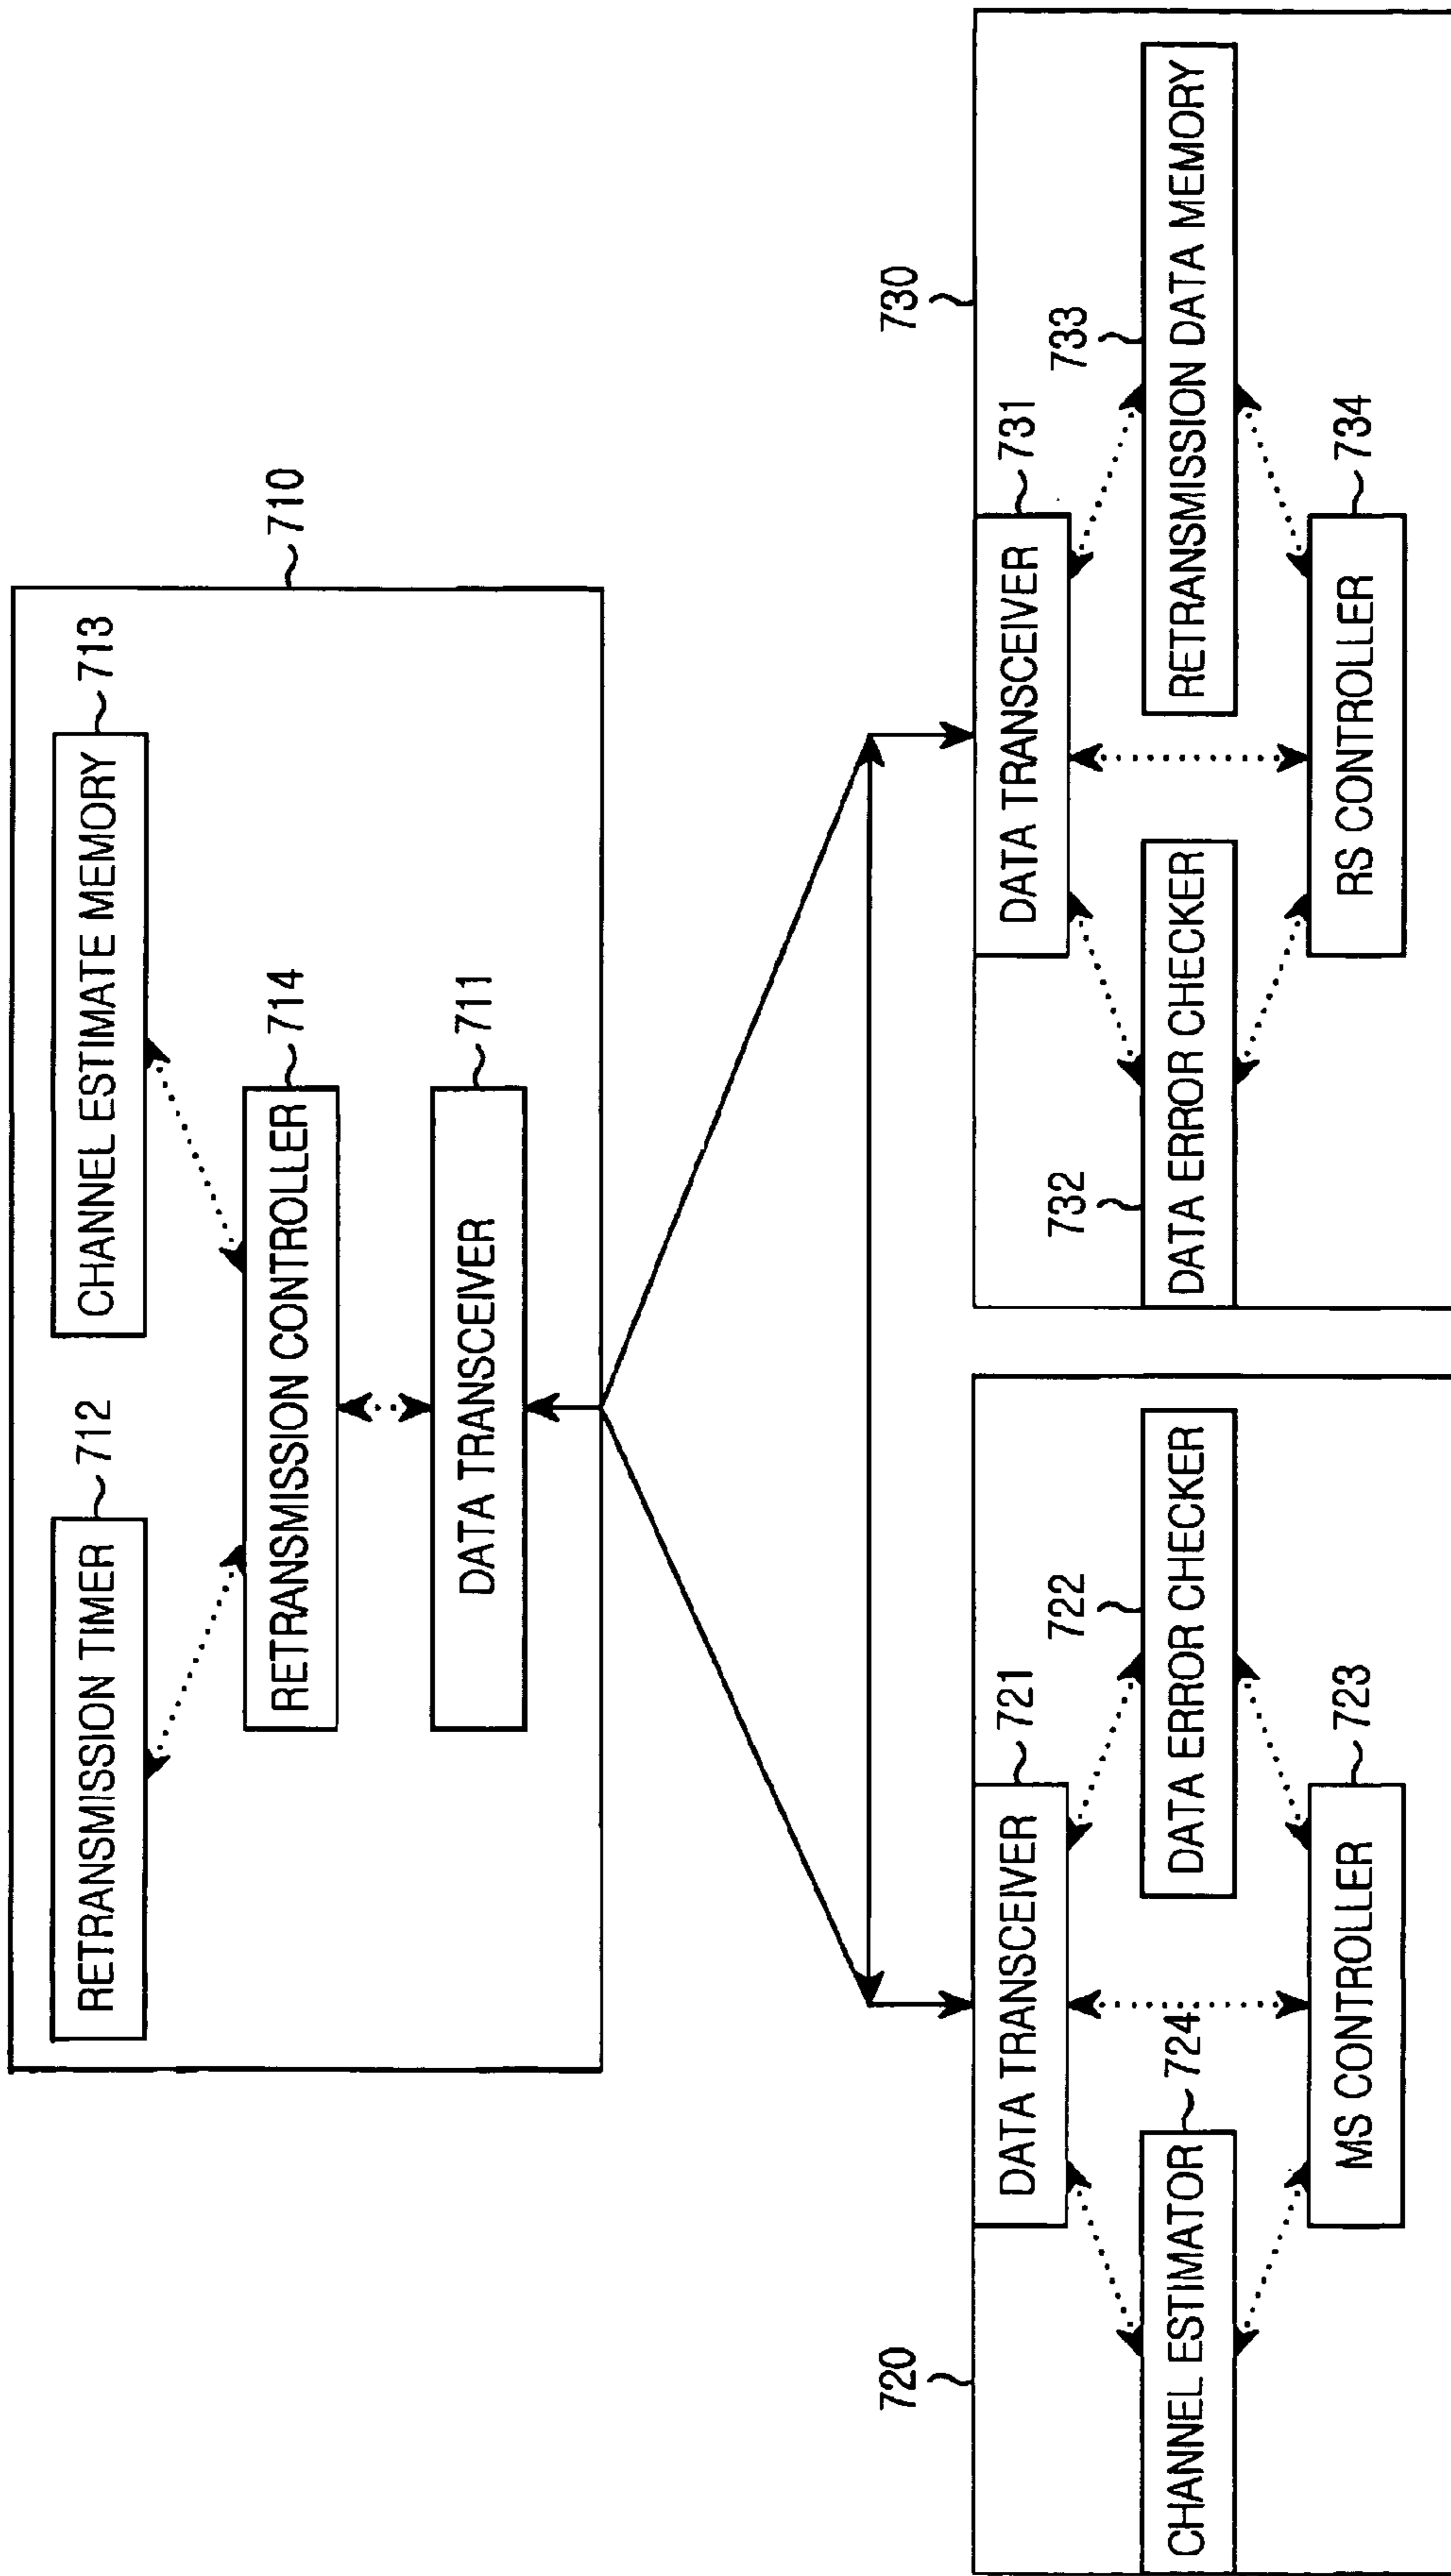 710
RETRANSMISSION TIMER
712
CHANNEL ESTIMATE MEMORY
713
RETRANSMISSION CONTROLLER
714
DATA TRANSCEIVER
711
720
DATA TRANSCEIVER
721
CHANNEL ESTIMATOR
724
DATA ERROR CHECKER
722
MS CONTROLLER
723
730
DATA TRANSCEIVER
731
DATA ERROR CHECKER
732
RETRANSMISSION DATA MEMORY
733
RS CONTROLLER
734